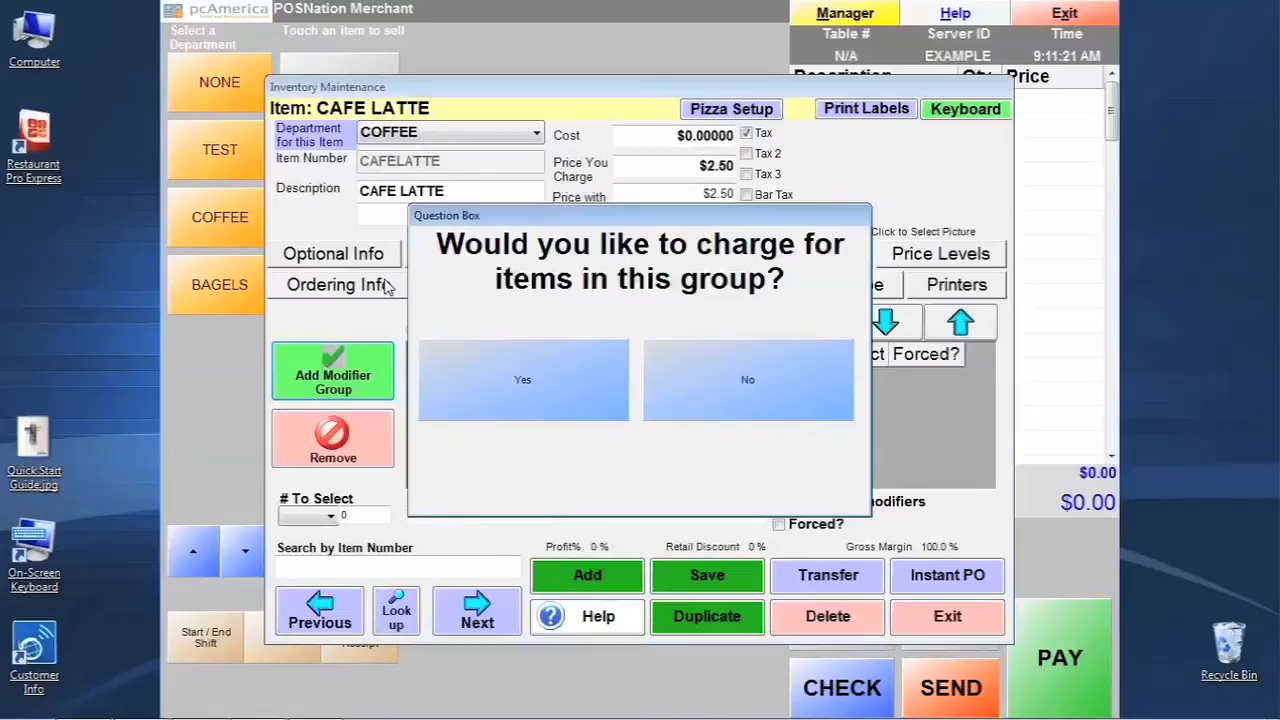 Computer
Restaurant
Pro Express
Quick Start
Guide.jpg
On-Screen
Keyboard
Customer
Info
pcAmerica
POSNation Merchant
Select a
Department
Touch an item to sell
NONE
TEST
COFFEE
BAGELS
Start / End
Shift
Manager
Help
Exit
Table #
Server ID
Time
N/A
EXAMPLE
9:11:21 AM
Description
Qty
Price
Inventory Maintenance
Item: CAFE LATTE
Pizza Setup
Print Labels
Keyboard
Department
for this Item
COFFEE
Item Number
CAFELATTE
Description
CAFE LATTE
Cost
$0.00000
Price You
Charge
$2.50
Price with
$2.50
Tax
Tax 2
Tax 3
Bar Tax
Click to Select Picture
Optional Info
Ordering Info
Price Levels
Printers
Forced?
Question Box
Would you like to charge for
items in this group?
Yes
No
Add Modifier
Group
Remove
# To Select
0
Forced?
Search by Item Number
Profit% 0 %
Retail Discount 0 %
Gross Margin 100.0 %
Add
Save
Transfer
Instant PO
Previous
Look
up
Next
Help
Duplicate
Delete
Exit
$0.00
$0.00
CHECK
SEND
PAY
Recycle Bin